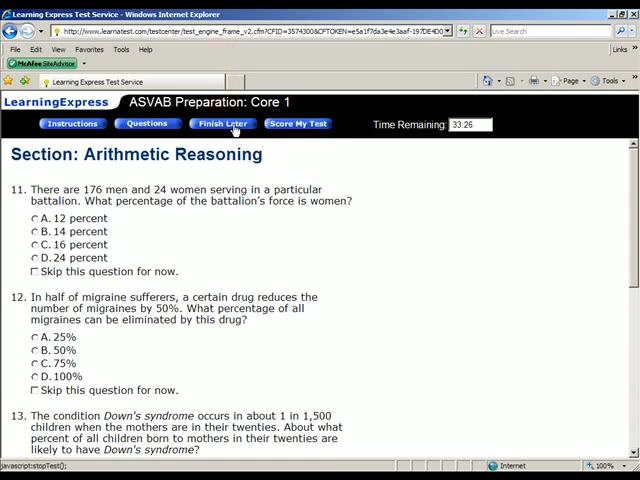 Learning Express Test Service - Windows Internet Explorer
http://www.learnatest.com/testcenter/test_engine_frame_v2.cfm?CFID=3574300&CFTOKEN=e5a1f7da3e4e3aaf-197DE4D0
Live Search
File Edit View Favorites Tools Help
Links
McAfee SiteAdvisor
Learning Express Test Service
Page Tools
LearningExpress ASVAB Preparation: Core 1
Instructions Questions Finish Later Score My Test Time Remaining: 33:26
Section: Arithmetic Reasoning
11. There are 176 men and 24 women serving in a particular
battalion. What percentage of the battalion's force is women?
A. 12 percent
B. 14 percent
C. 16 percent
D. 24 percent
Skip this question for now.
12. In half of migraine sufferers, a certain drug reduces the
number of migraines by 50%. What percentage of all
migraines can be eliminated by this drug?
A. 25%
B. 50%
C. 75%
D. 100%
Skip this question for now.
13. The condition Down's syndrome occurs in about 1 in 1,500
children when the mothers are in their twenties. About what
percent of all children born to mothers in their twenties are
likely to have Down's syndrome?
javascript:stopTest(); Internet 100%